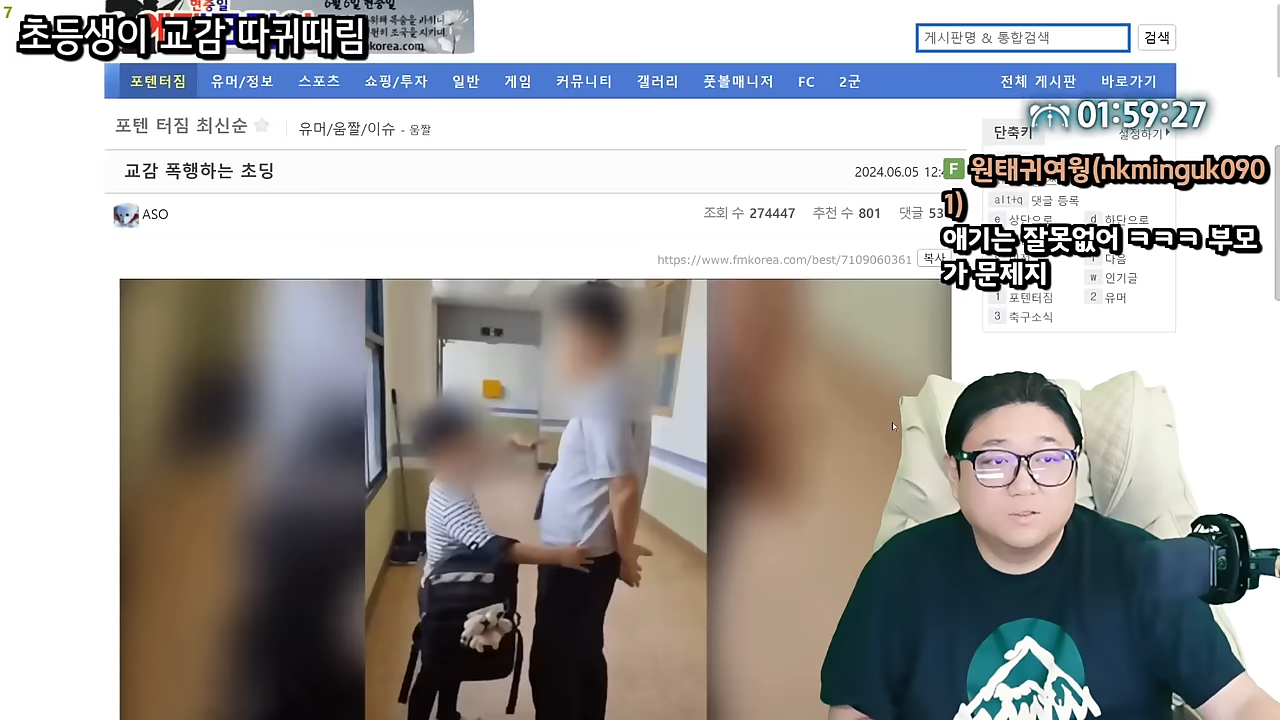 7
초등생이 교감 따귀때림
현중일
6월 6일 현충일
게시판명 & 통합검색
검색
포텐터짐 유머/정보 스포츠 쇼핑/투자 일반 게임 커뮤니티 갤러리 풋볼매니저 FC 2군 전체 게시판 바로가기
포텐 터짐 최신순 유머/움짤/이슈 - 움짤
01:59:27
단축키 설정하기
교감 폭행하는 초딩
2024.06.05 12:4
F 원태귀여웡(nkminguk090
1)
alt+q 댓글 등록
ASO
조회 수 274447 추천 수 801 댓글 53
e 상단으로 d 하단으로
애기는 잘못없어 ㅋㅋㅋ 부모
가 문제지
https://www.fmkorea.com/best/7109060361 복사
다음
w 인기글
1 포텐터짐 2 유머
3 축구소식